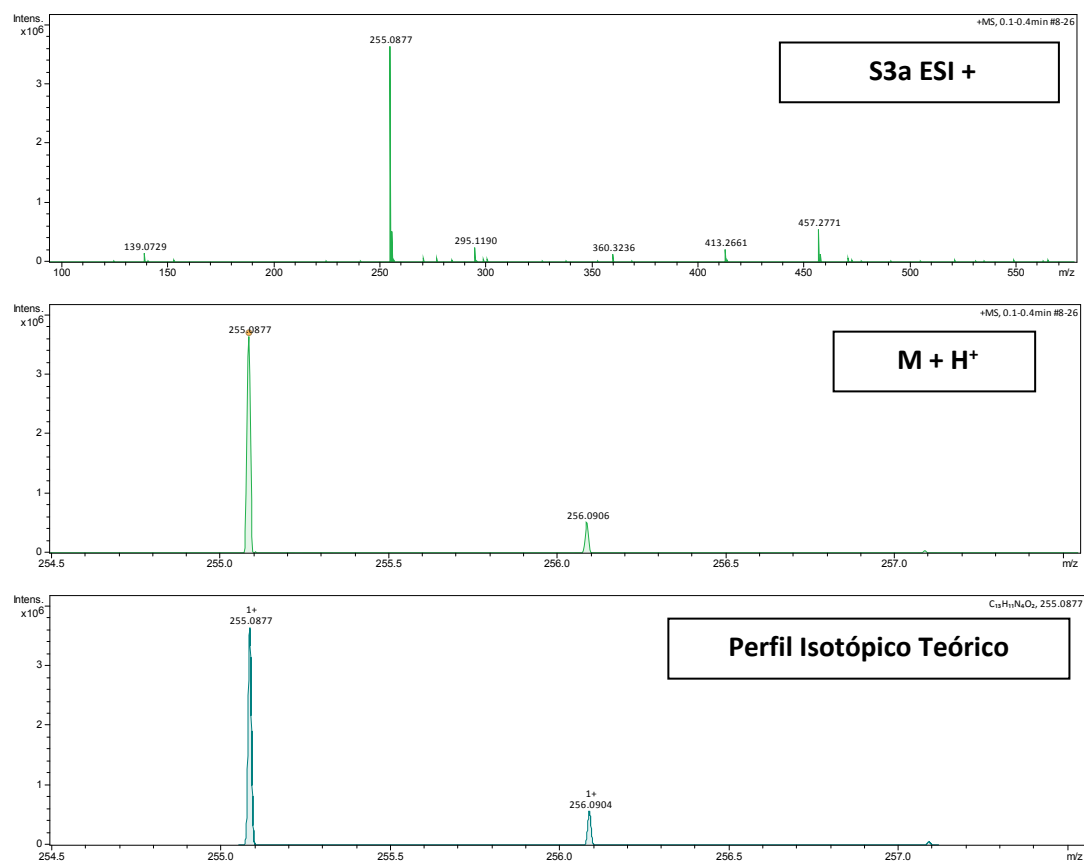 Intens.
x10⁶
+MS, 0.1-0.4min #8-26
S3a ESI +
255.0877
3
2
1
0
139.0729
295.1190
360.3236
413.2661
457.2771
100 150 200 250 300 350 400 450 500 550 m/z
Intens.
x10⁶
+MS, 0.1-0.4min #8-26
M + H⁺
255.0877
3
2
1
0
256.0906
254.5 255.0 255.5 256.0 256.5 257.0 m/z
Intens.
x10⁶
C₁₃H₁₁N₄O₂, 255.0877
Perfil Isotópico Teórico
1+
255.0877
3
2
1
0
1+
256.0904
254.5 255.0 255.5 256.0 256.5 257.0 m/z